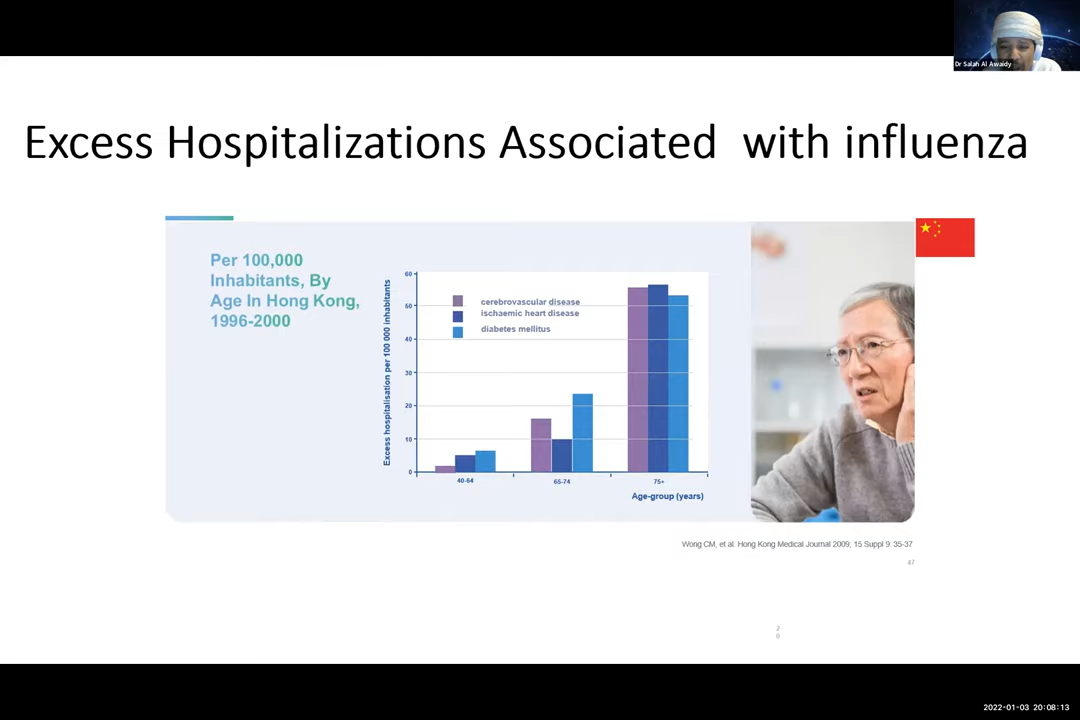 Dr Salah Al Awaidy
Excess Hospitalizations Associated with influenza
Per 100,000
Inhabitants, By
Age In Hong Kong,
1996-2000
Excess hospitalisation per 100 000 inhabitants
60
50
40
30
20
10
0
cerebrovascular disease
ischaemic heart disease
diabetes mellitus
40-64
65-74
75+
Age-group (years)
Wong CM, et al. Hong Kong Medical Journal 2009; 15 Suppl 9: 35-37
47
2
0
2022-01-03 20:08:13